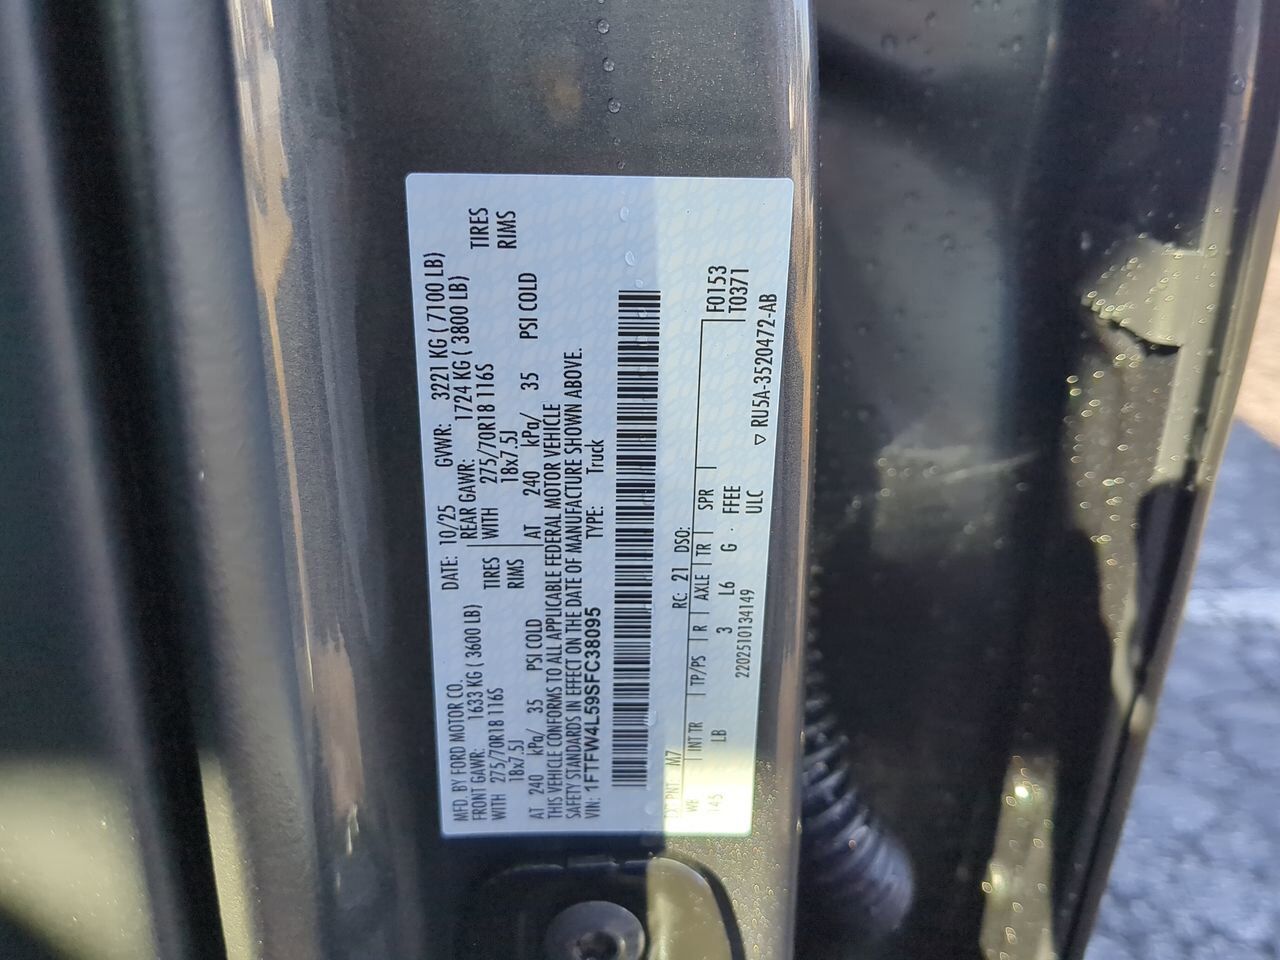 MFD. BY FORD MOTOR CO. DATE: 10/25 GVWR: 3221 KG ( 7100 LB)
FRONT GAWR: 1633 KG ( 3600 LB) REAR GAWR: 1724 KG ( 3800 LB)
WITH 275/70R18 116S TIRES WITH 275/70R18 116S TIRES
18x7.5J RIMS 18x7.5J RIMS
AT 240 kPa/ 35 PSI COLD AT 240 kPa/ 35 PSI COLD
THIS VEHICLE CONFORMS TO ALL APPLICABLE FEDERAL MOTOR VEHICLE
SAFETY STANDARDS IN EFFECT ON THE DATE OF MANUFACTURE SHOWN ABOVE.
VIN: 1FTFW4L59SFC38095 TYPE: Truck
PNT: M7 RC: 21 DSO:
WB INT TR TP/PS R AXLE TR SPR F0153
145 LB 3 L6 G FFEE T0371
2202510134149 ULC
▽ RU5A-3520472-AB